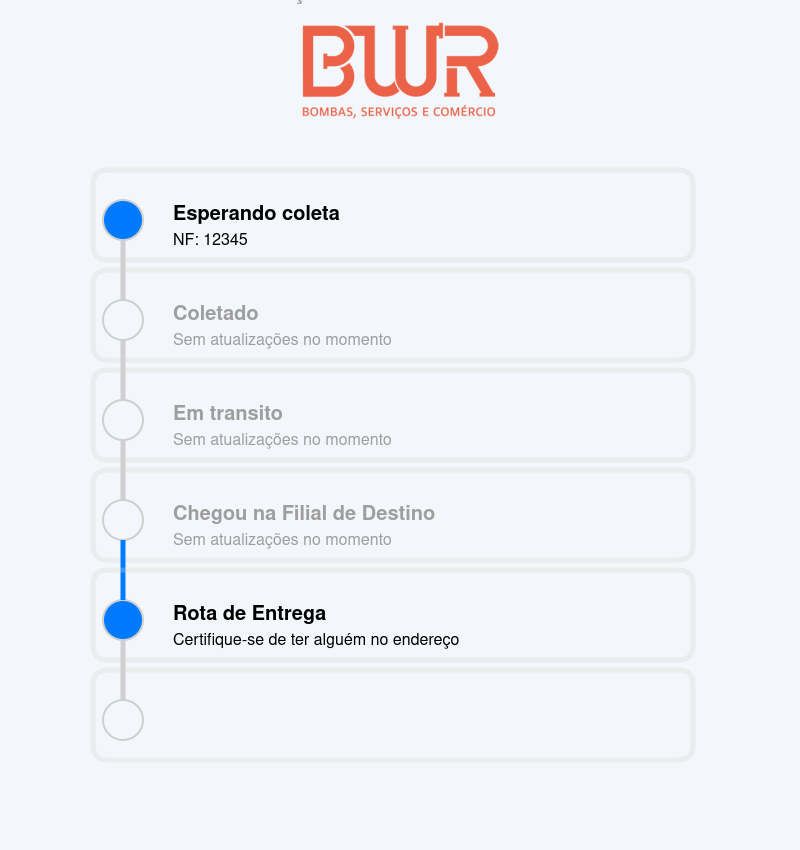 BWR
BOMBAS, SERVIÇOS E COMÉRCIO
Esperando coleta
NF: 12345
Coletado
Sem atualizações no momento
Em transito
Sem atualizações no momento
Chegou na Filial de Destino
Sem atualizações no momento
Rota de Entrega
Certifique-se de ter alguém no endereço